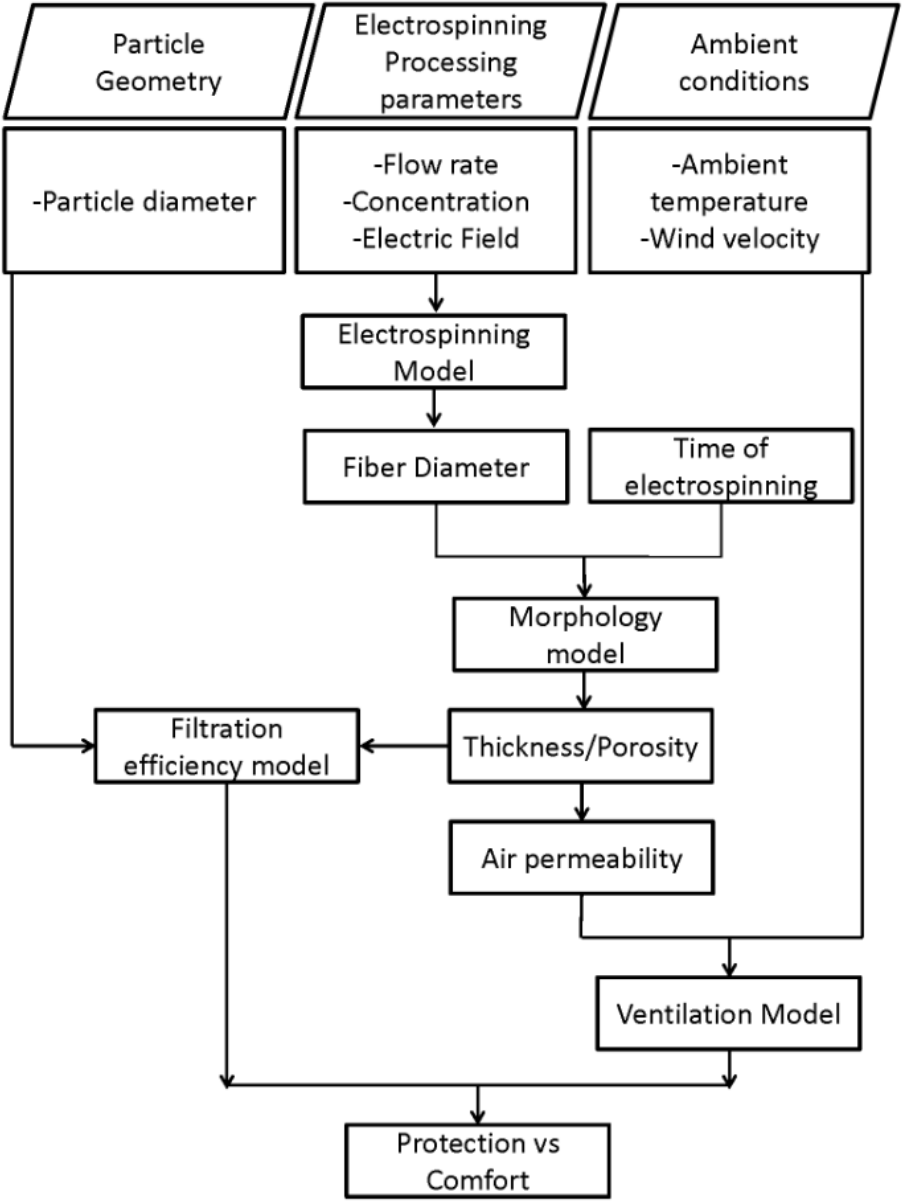 Particle
Geometry
Electrospinning
Processing
parameters
Ambient
conditions
-Particle diameter
-Flow rate
-Concentration
-Electric Field
-Ambient
temperature
-Wind velocity
Electrospinning
Model
Fiber Diameter
Time of
electrospinning
Morphology
model
Filtration
efficiency model
Thickness/Porosity
Air permeability
Ventilation Model
Protection vs
Comfort